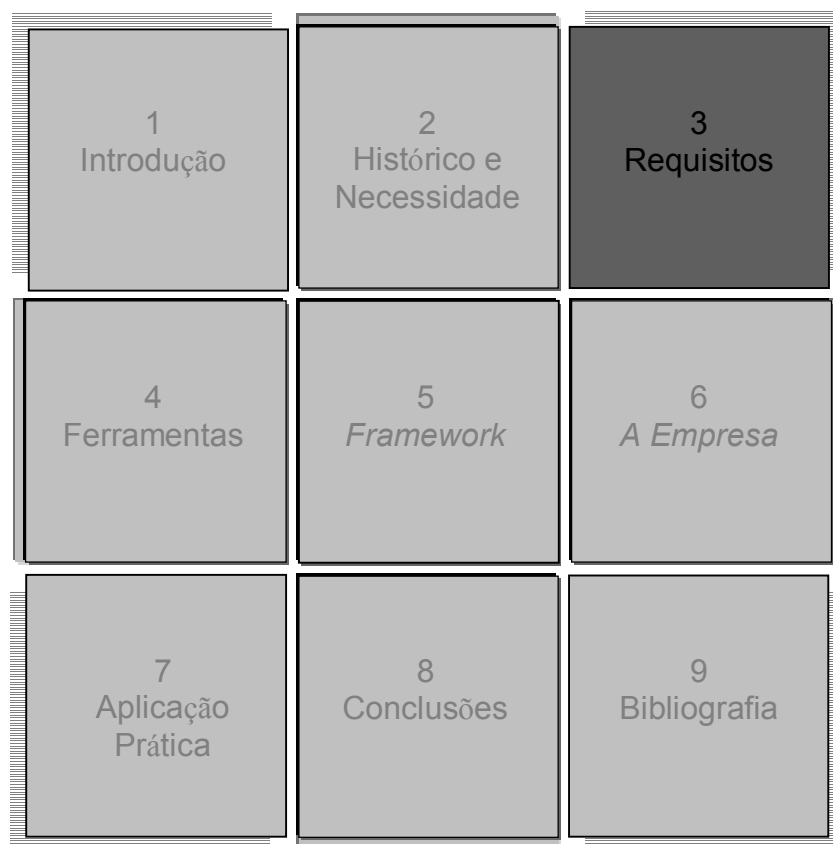 1
Introdução
2
Histórico e
Necessidade
3
Requisitos
4
Ferramentas
5
Framework
6
A Empresa
7
Aplicação
Prática
8
Conclusões
9
Bibliografia